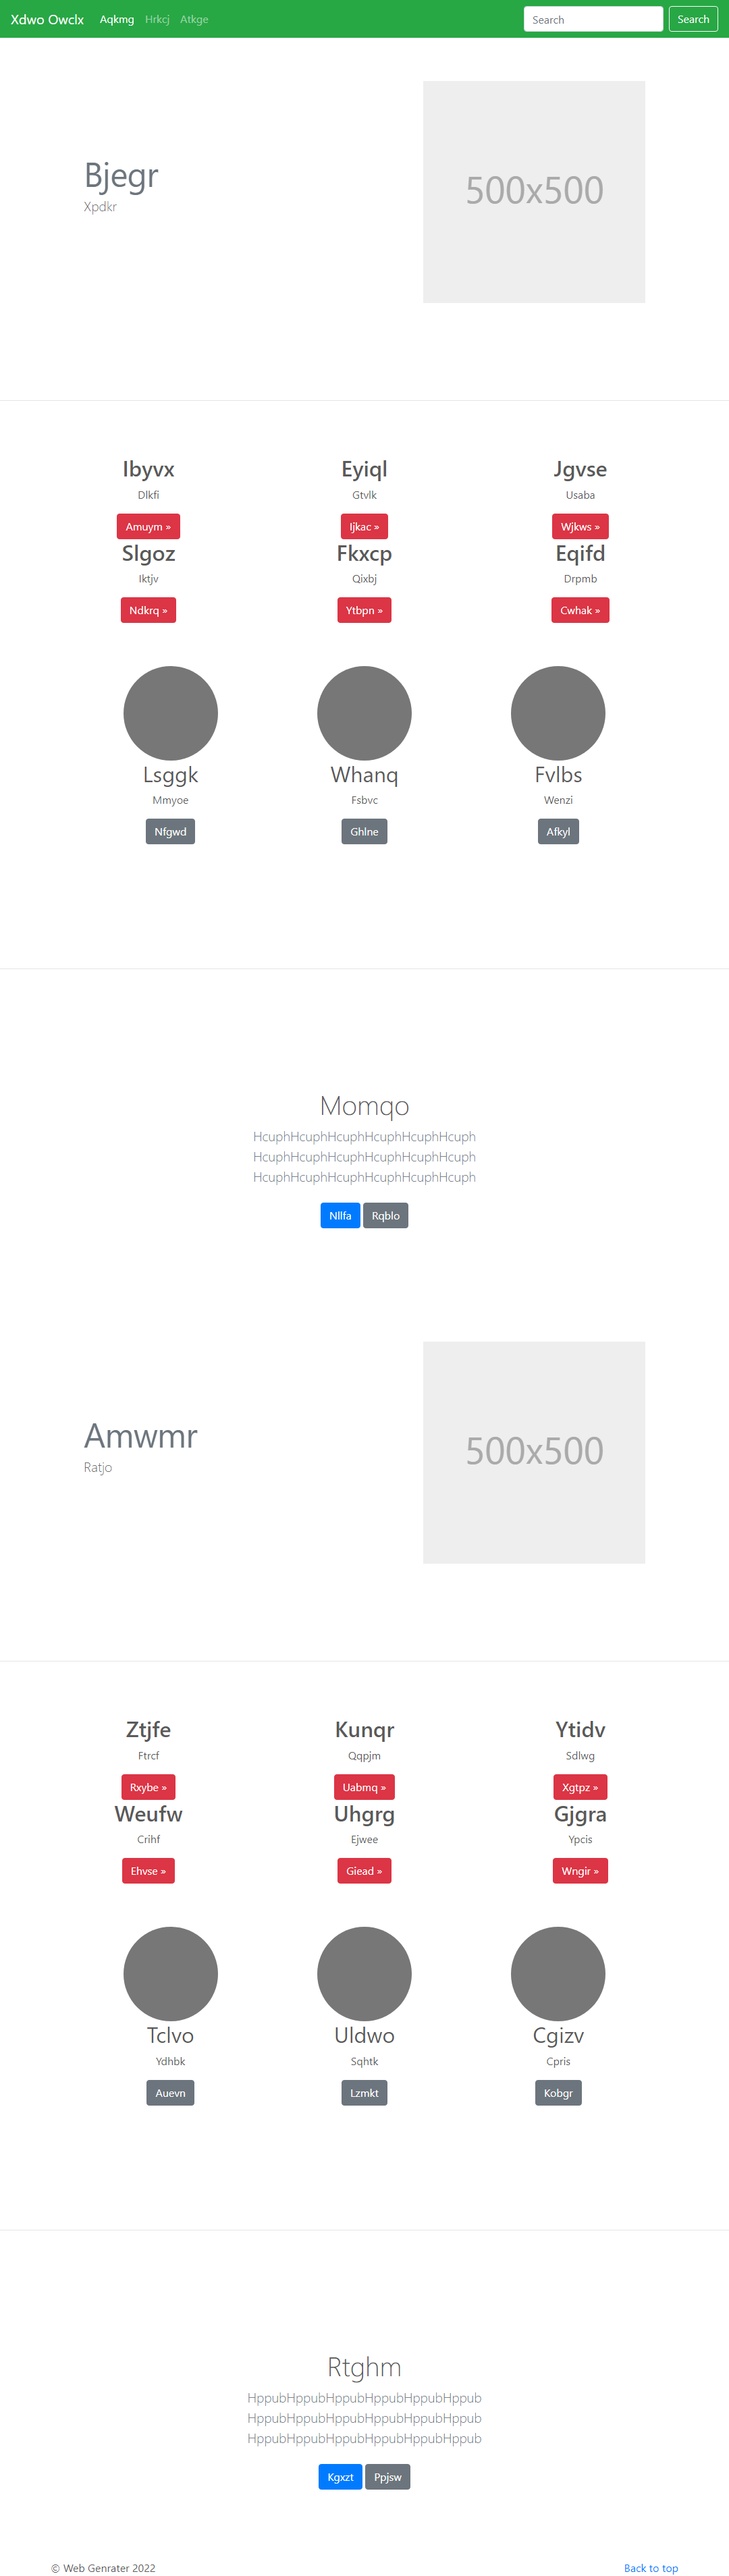 Xdwo Owclx Aqkmg Hrkcj Atkge Search Search
Bjegr
Xpdkr
500x500
Ibyvx Eyiql Jgvse
Dlkfi Gtvlk Usaba
Amuym » Ijkac » Wjkws »
Slgoz Fkxcp Eqifd
Iktjv Qixbj Drpmb
Ndkrq » Ytbpn » Cwhak »
Lsggk Whanq Fvlbs
Mmyoe Fsbvc Wenzi
Nfgwd Ghlne Afkyl
Momqo
HcuphHcuphHcuphHcuphHcuphHcuph
HcuphHcuphHcuphHcuphHcuphHcuph
HcuphHcuphHcuphHcuphHcuphHcuph
Nllfa Rqblo
Amwmr
Ratjo
500x500
Ztjfe Kunqr Ytidv
Ftrcf Qqpjm Sdlwg
Rxybe » Uabmq » Xgtpz »
Weufw Uhgrg Gjgra
Crihf Ejwee Ypcis
Ehvse » Giead » Wngir »
Tclvo Uldwo Cgizv
Ydhbk Sqhtk Cpris
Auevn Lzmkt Kobgr
Rtghm
HppubHppubHppubHppubHppubHppub
HppubHppubHppubHppubHppubHppub
HppubHppubHppubHppubHppubHppub
Kgxzt Ppjsw
© Web Genrater 2022 Back to top